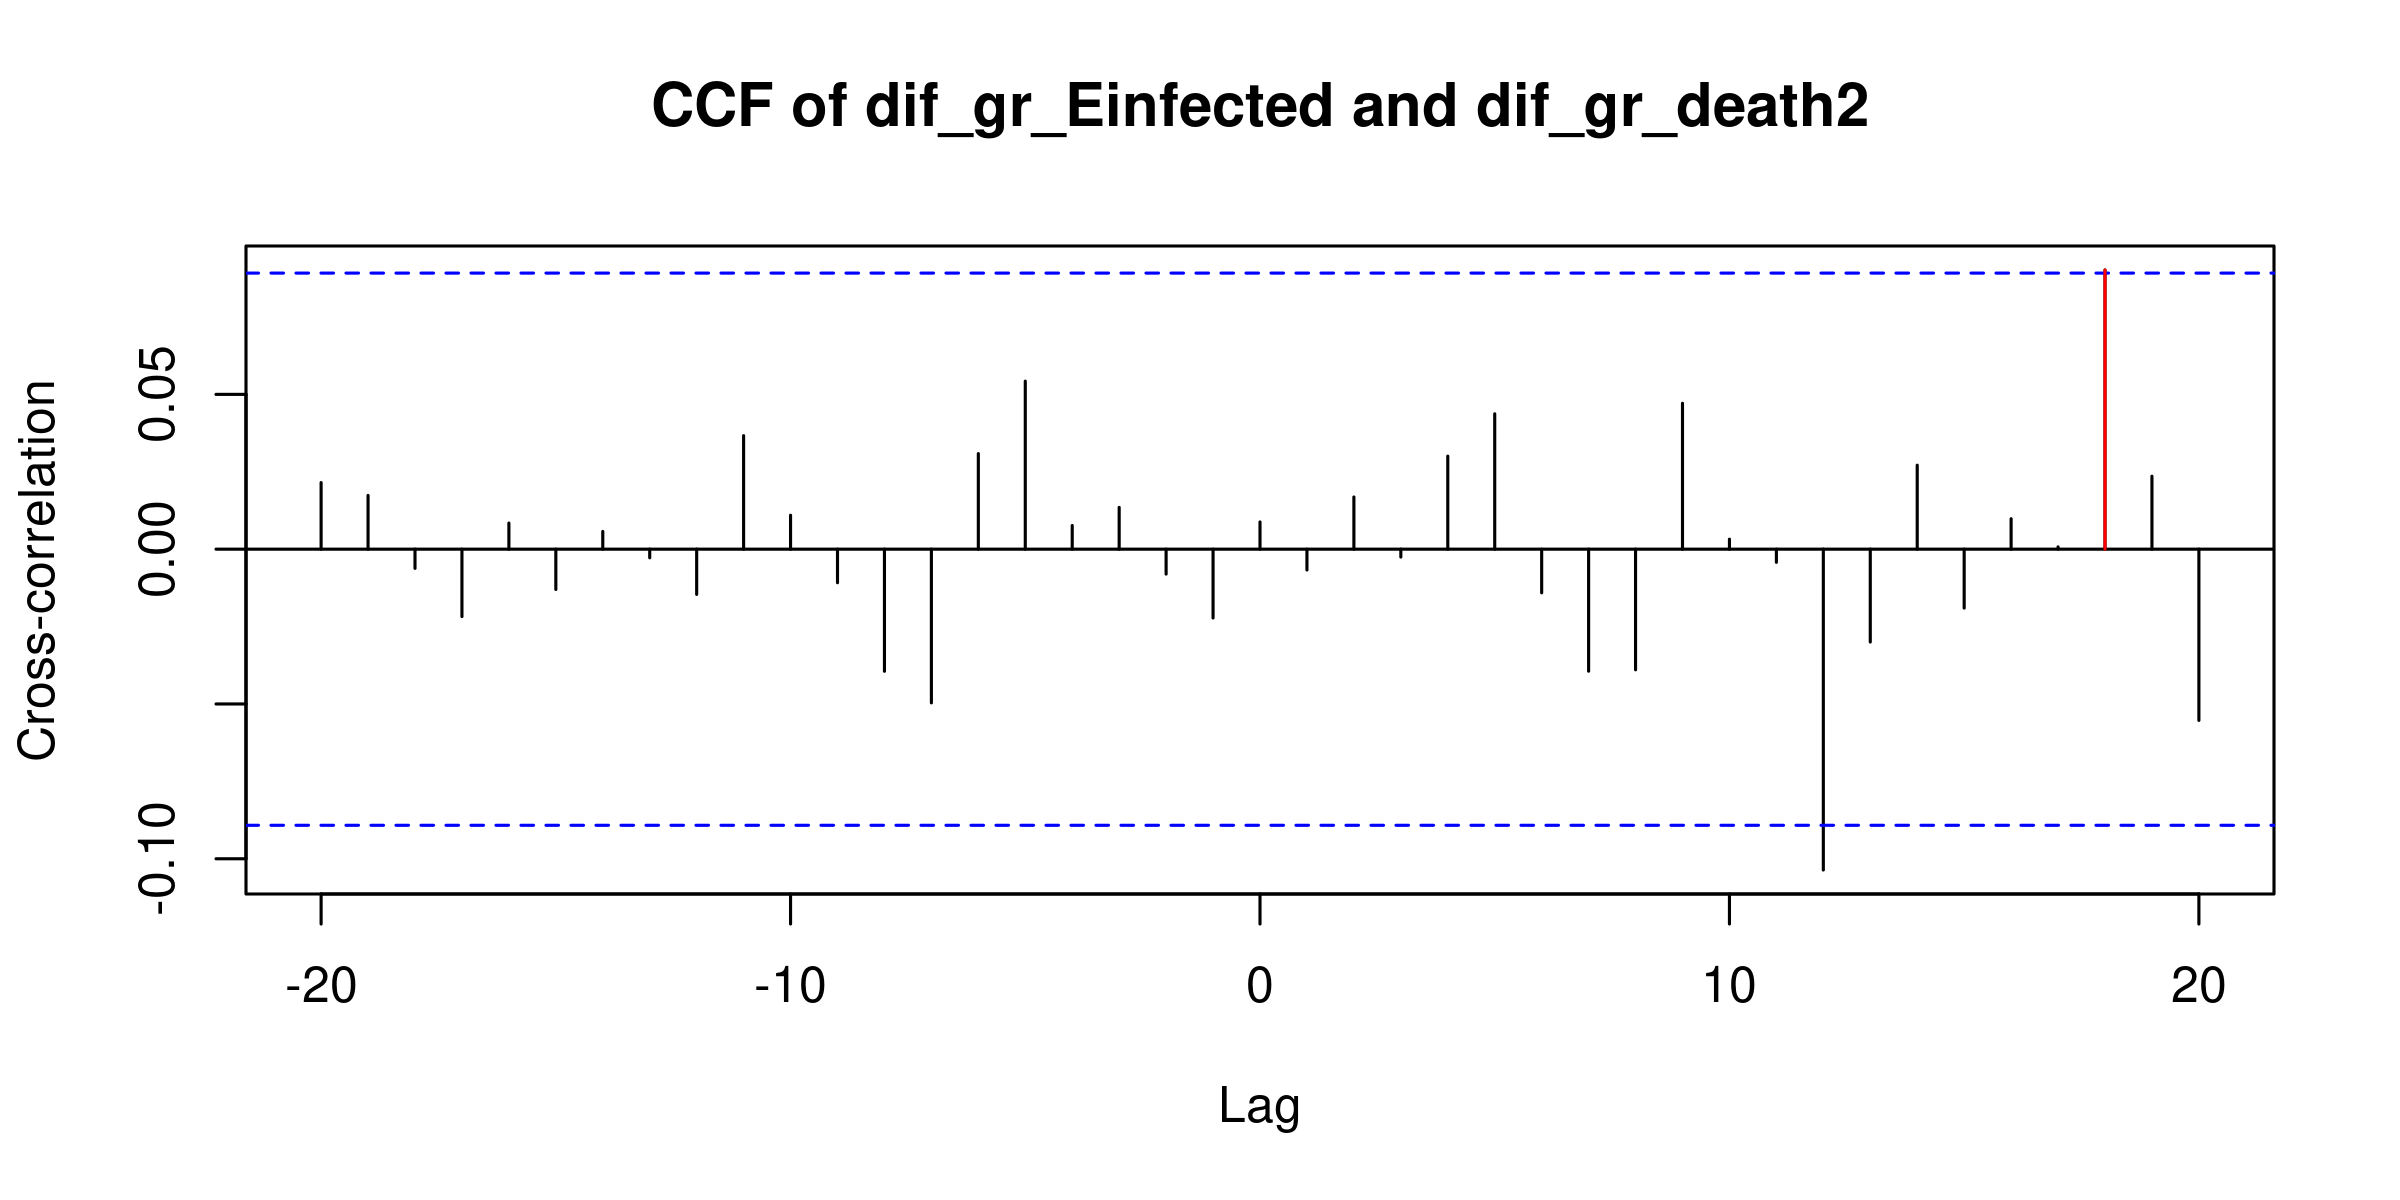 CCF of dif_gr_Einfected and dif_gr_death2
Cross-correlation
0.05
0.00
-0.10
-20 -10 0 10 20
Lag